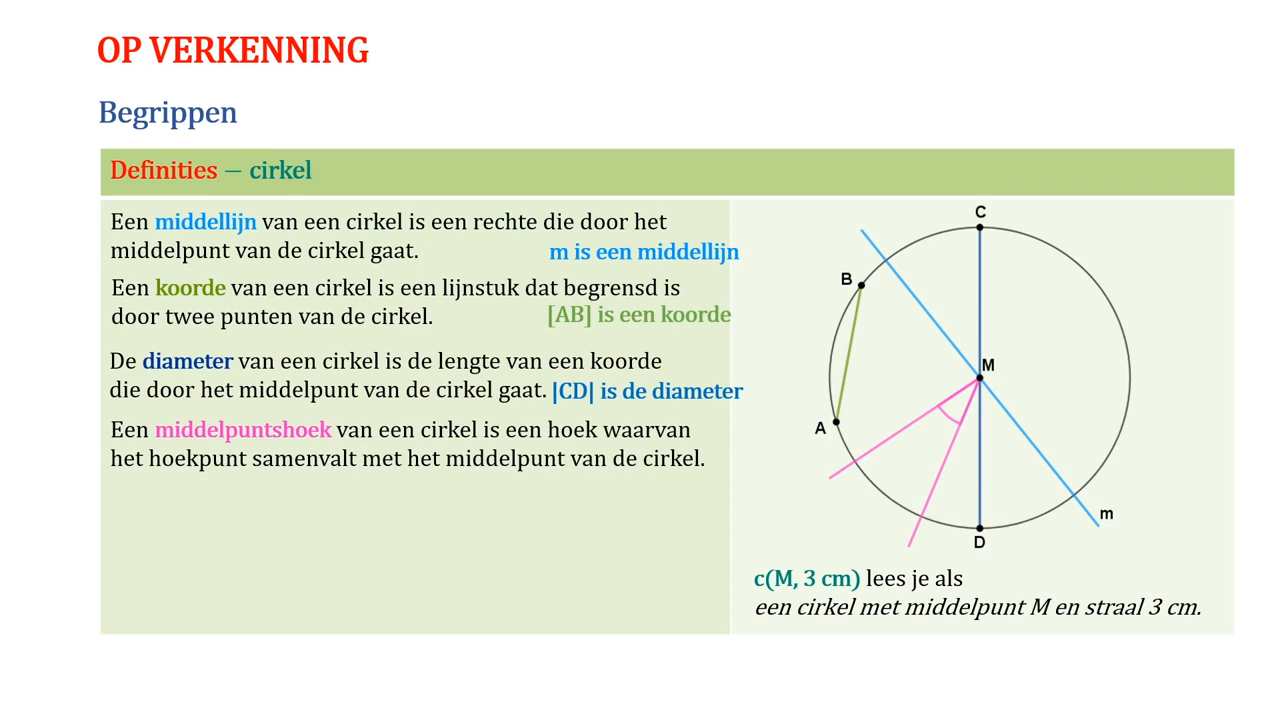 OP VERKENNING
Begrippen
Definities – cirkel
Een middellijn van een cirkel is een rechte die door het
middelpunt van de cirkel gaat.
m is een middellijn
Een koorde van een cirkel is een lijnstuk dat begrensd is
door twee punten van de cirkel.
[AB] is een koorde
De diameter van een cirkel is de lengte van een koorde
die door het middelpunt van de cirkel gaat.
|CD| is de diameter
Een middelpuntshoek van een cirkel is een hoek waarvan
het hoekpunt samenvalt met het middelpunt van de cirkel.
C
B
M
A
m
D
c(M, 3 cm) lees je als
een cirkel met middelpunt M en straal 3 cm.